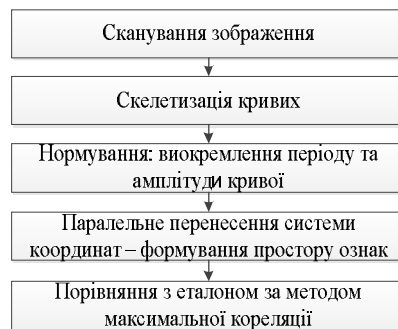 Сканування зображення
Скелетизація кривих
Нормування: виокремлення періоду та
амплітуди кривої
Паралельне перенесення системи
координат – формування простору ознак
Порівняння з еталоном за методом
максимальної кореляції